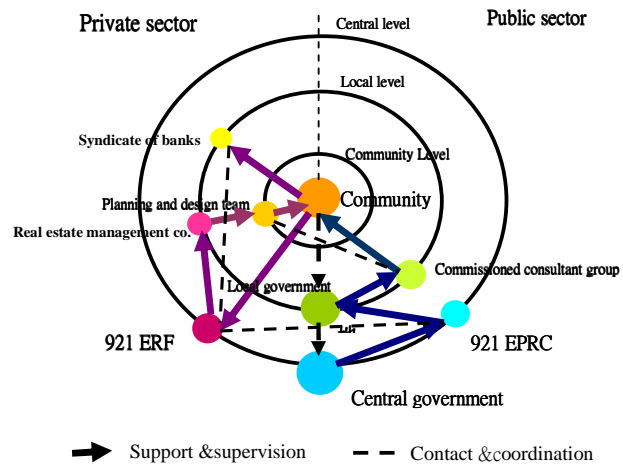 Central level
Private sector
Public sector
Local level
Syndicate of banks
Community Level
Planning and design team
Community
Real estate management co.
Commissioned consultant group
Local government
921 ERF
921 EPRC
Central government
Support &supervision
Contact &coordination